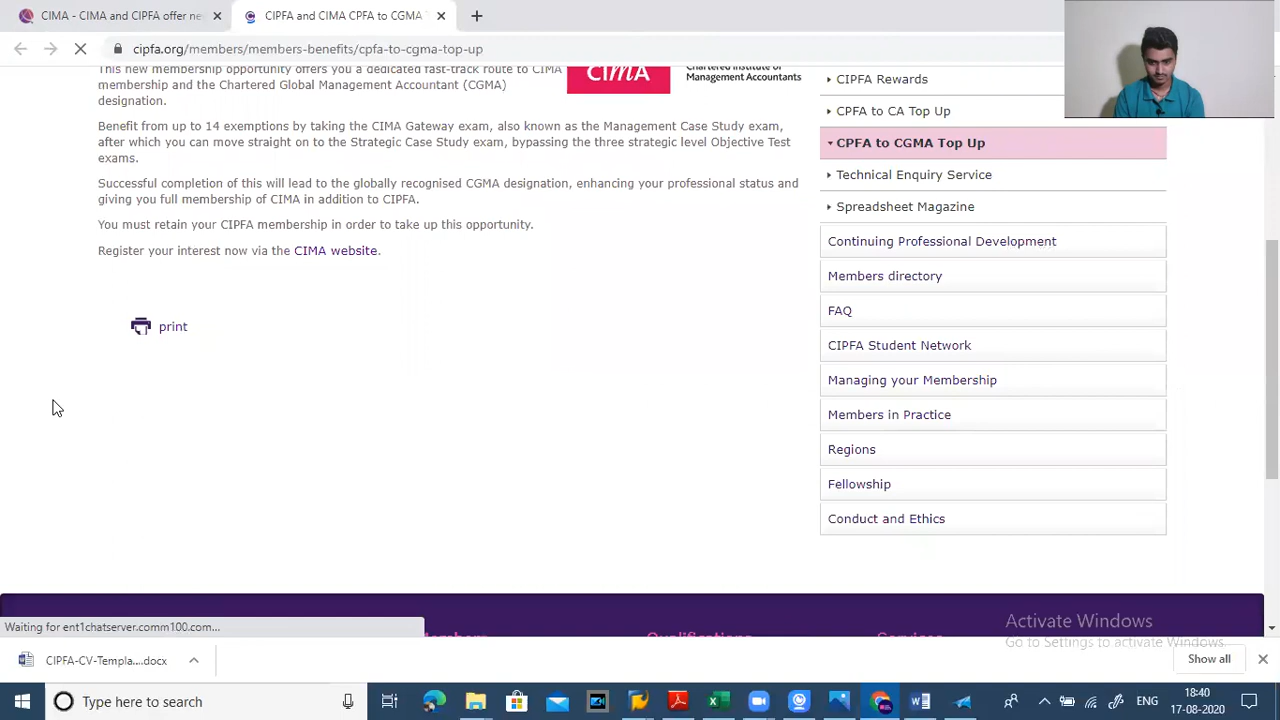 CIMA - CIPFA and CIMA offer ne
CIPFA and CIMA CPFA to CGMA T
cipfa.org/members/members-benefits/cpfa-to-cgma-top-up
This new membership opportunity offers you a dedicated fast-track route to CIMA
membership and the Chartered Global Management Accountant (CGMA)
designation.
CIMA
Chartered Institute of
Management Accountants
Benefit from up to 14 exemptions by taking the CIMA Gateway exam, also known as the Management Case Study exam,
after which you can move straight on to the Strategic Case Study exam, bypassing the three strategic level Objective Test
exams.
Successful completion of this will lead to the globally recognised CGMA designation, enhancing your professional status and
giving you full membership of CIMA in addition to CIPFA.
You must retain your CIPFA membership in order to take up this opportunity.
Register your interest now via the CIMA website.
print
CIPFA Rewards
CPFA to CA Top Up
CPFA to CGMA Top Up
Technical Enquiry Service
Spreadsheet Magazine
Continuing Professional Development
Members directory
FAQ
CIPFA Student Network
Managing your Membership
Members in Practice
Regions
Fellowship
Conduct and Ethics
Members
Qualifications
Services
Activate Windows
Go to Settings to activate Windows.
Waiting for ent1chatserver.comm100.com...
CIPFA-CV-Templa....docx
Show all
Type here to search
ENG
18:40
17-08-2020